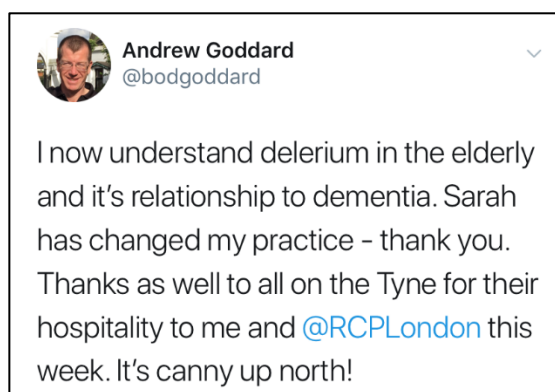 Andrew Goddard
@bodgoddard
I now understand delerium in the elderly
and it's relationship to dementia. Sarah
has changed my practice - thank you.
Thanks as well to all on the Tyne for their
hospitality to me and @RCPLondon this
week. It's canny up north!